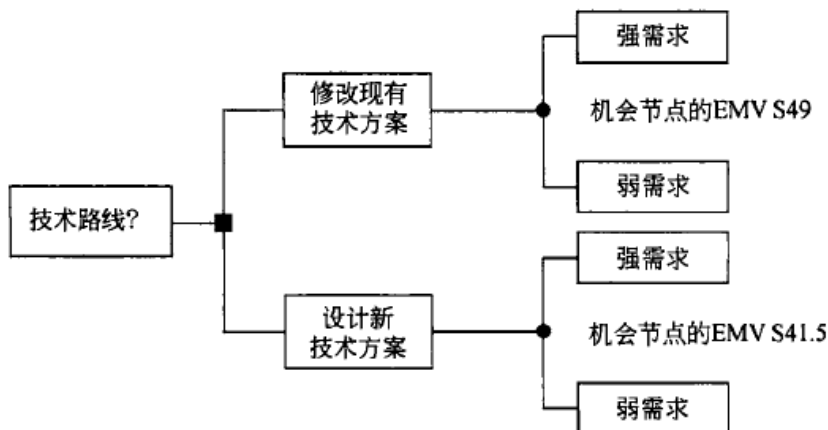 强需求
修改现有
技术方案
机会节点的EMV S49
弱需求
技术路线?
强需求
设计新
技术方案
机会节点的EMV S41.5
弱需求